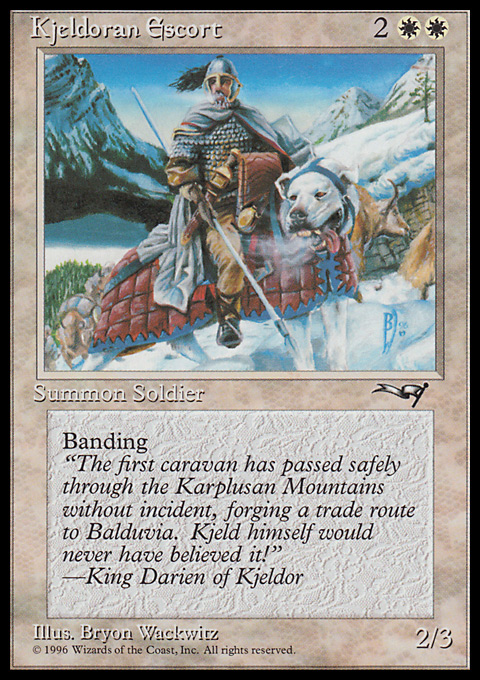 Kjeldoran Escort 2
Summon Soldier
Banding
“The first caravan has passed safely
through the Karplusan Mountains
without incident, forging a trade route
to Balduvia. Kjeld himself would
never have believed it!”
—King Darien of Kjeldor
Illus. Bryon Wackwitz
2/3
© 1996 Wizards of the Coast, Inc. All rights reserved.